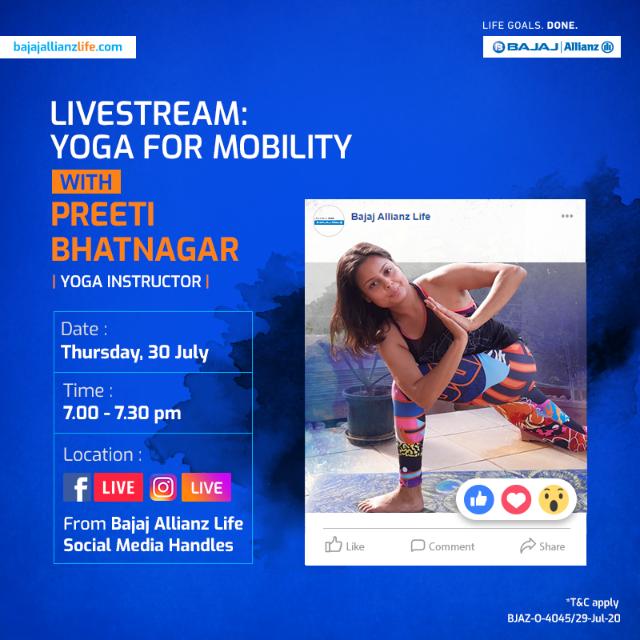 LIFE GOALS. DONE.
bajajallianzlife.com
BAJAJ | Allianz
LIVESTREAM:
YOGA FOR MOBILITY
WITH
PREETI
BHATNAGAR
| YOGA INSTRUCTOR |
Date :
Thursday, 30 July
Time :
7.00 - 7.30 pm
Location :
f LIVE LIVE
From Bajaj Allianz Life
Social Media Handles
Bajaj Allianz Life
Like Comment Share
*T&C apply
BJAZ-O-4045/29-Jul-20